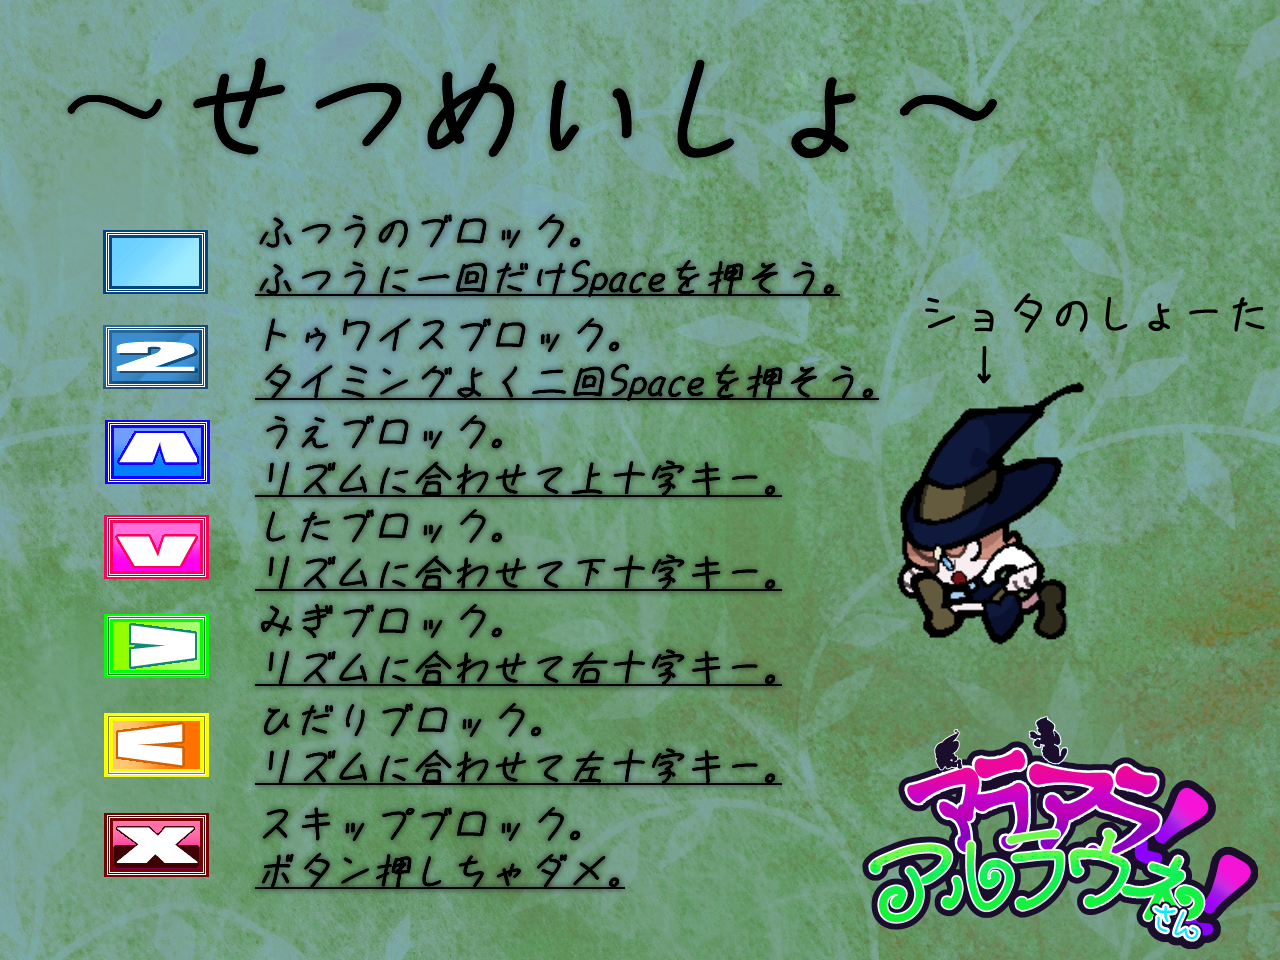 ～せつめいしょ～
ふつうのブロック。
ふつうに一回だけSpaceを押そう。
2
トゥワイスブロック。
タイミングよく二回Spaceを押そう。
うえブロック。
リズムに合わせて上十字キー。
したブロック。
リズムに合わせて下十字キー。
みぎブロック。
リズムに合わせて右十字キー。
ひだりブロック。
リズムに合わせて左十字キー。
X
スキップブロック。
ボタン押しちゃダメ。
ショタのしょーた
↓
アラアラ！
アルラウネ！
さん